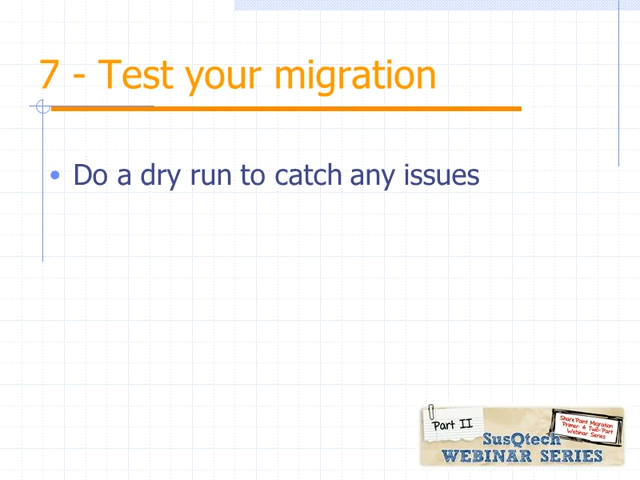 7 - Test your migration
• Do a dry run to catch any issues
Part II
SharePoint Migration
Primer: A Two-Part
Webinar Series
SusQtech
WEBINAR SERIES